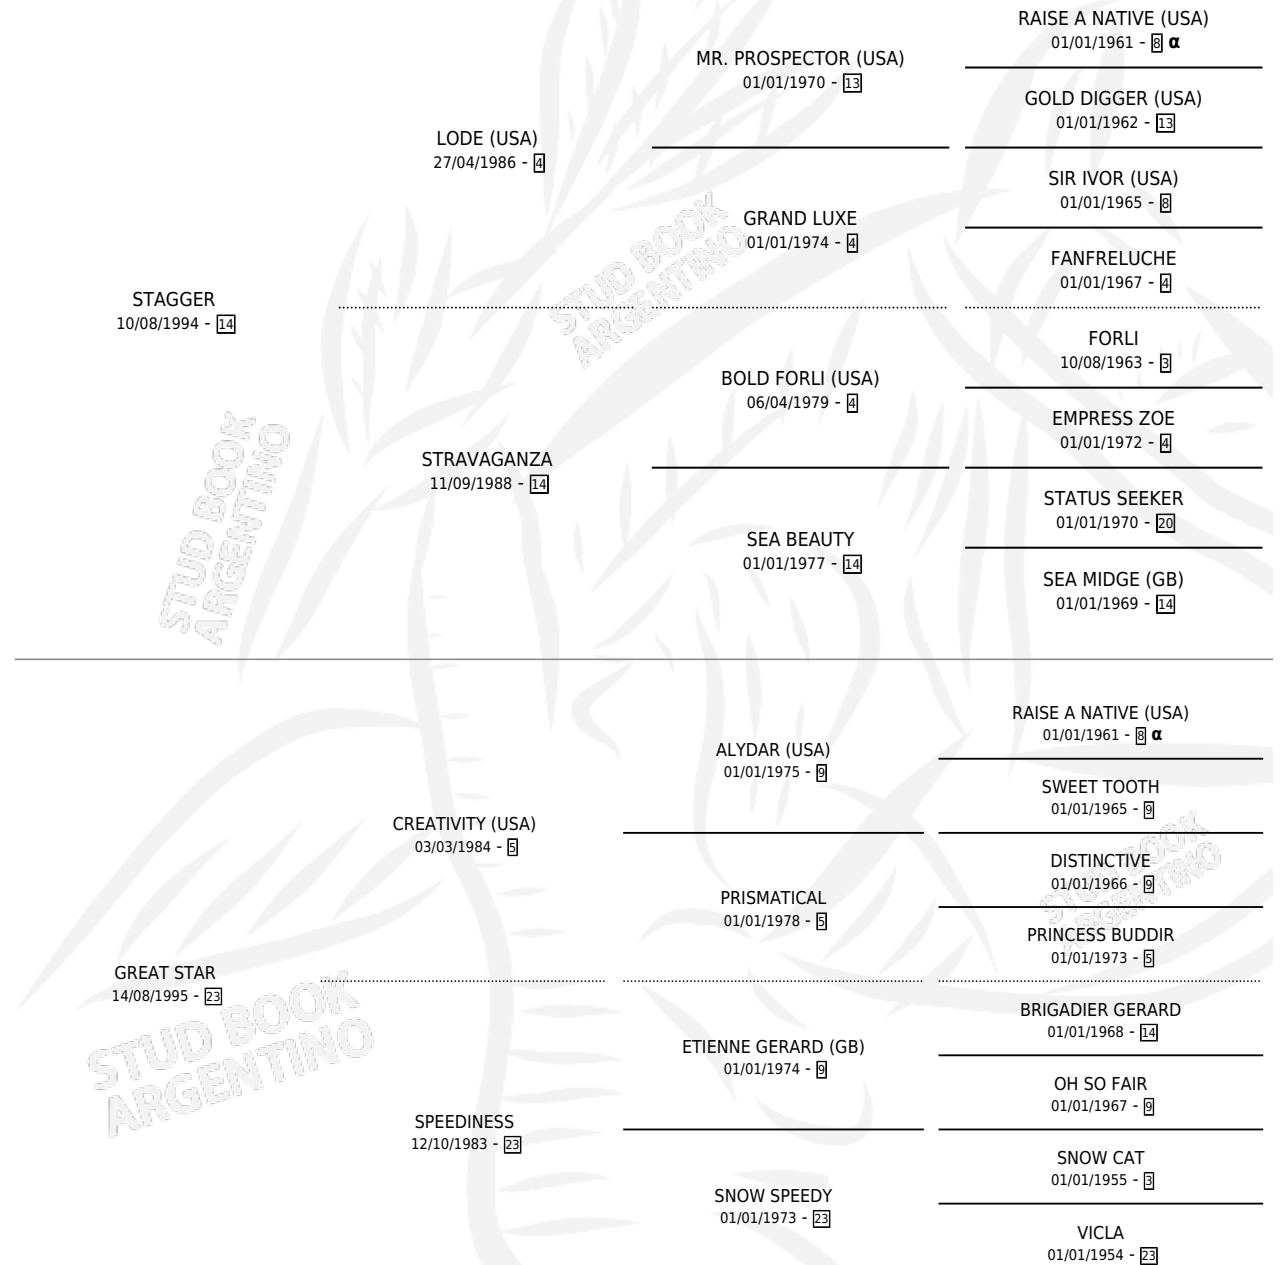 RAISE A NATIVE (USA)
01/01/1961 - 8 α
MR. PROSPECTOR (USA)
01/01/1970 - 13
GOLD DIGGER (USA)
01/01/1962 - 13
LODE (USA)
27/04/1986 - 4
SIR IVOR (USA)
01/01/1965 - 8
GRAND LUXE
01/01/1974 - 4
FANFRELUCHE
01/01/1967 - 4
STAGGER
10/08/1994 - 14
FORLI
10/08/1963 - 3
BOLD FORLI (USA)
06/04/1979 - 4
EMPRESS ZOE
01/01/1972 - 4
STRAVAGANZA
11/09/1988 - 14
STATUS SEEKER
01/01/1970 - 20
SEA BEAUTY
01/01/1977 - 14
SEA MIDGE (GB)
01/01/1969 - 14
RAISE A NATIVE (USA)
01/01/1961 - 8 α
ALYDAR (USA)
01/01/1975 - 9
SWEET TOOTH
01/01/1965 - 9
CREATIVITY (USA)
03/03/1984 - 5
DISTINCTIVE
01/01/1966 - 9
PRISMATICAL
01/01/1978 - 5
PRINCESS BUDDIR
01/01/1973 - 5
GREAT STAR
14/08/1995 - 23
BRIGADIER GERARD
01/01/1968 - 14
ETIENNE GERARD (GB)
01/01/1974 - 9
OH SO FAIR
01/01/1967 - 9
SPEEDINESS
12/10/1983 - 23
SNOW CAT
01/01/1955 - 3
SNOW SPEEDY
01/01/1973 - 23
VICLA
01/01/1954 - 23
STUD BOOK
ARGENTINO
STUD BOOK
ARGENTINO
STUD BOOK
ARGENTINO
STUD BOOK
ARGENTINO